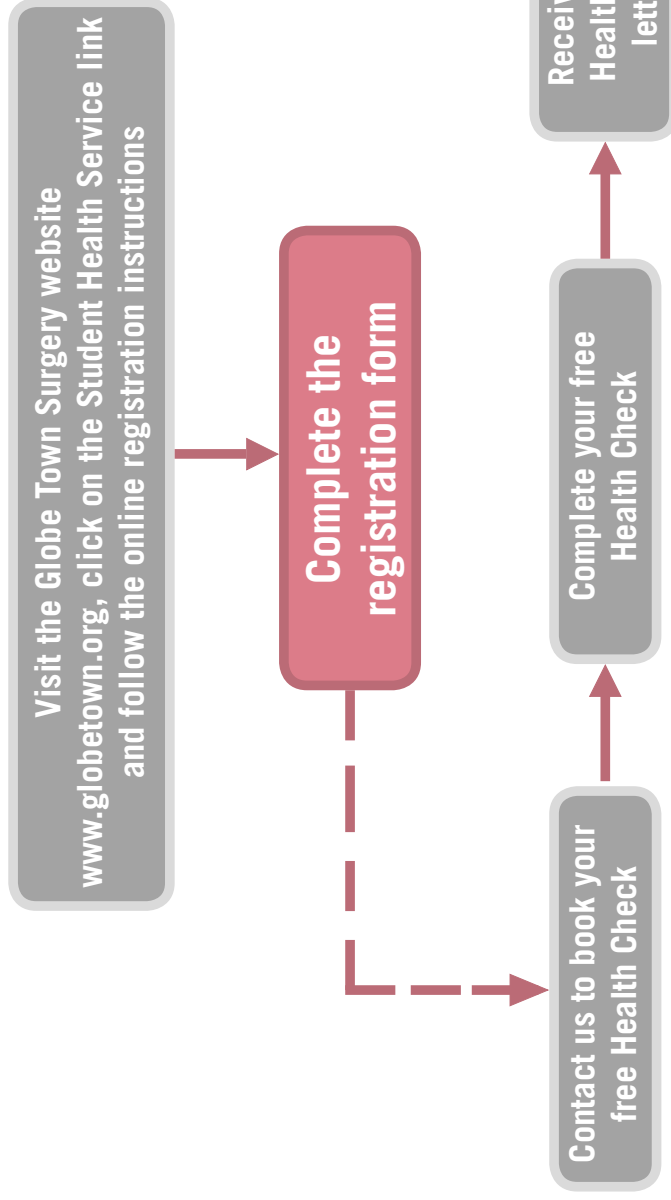 Visit the Globe Town Surgery website
www.globetown.org, click on the Student Health Service link
and follow the online registration instructions
Complete the
registration form
Contact us to book your
free Health Check
Complete your free
Health Check
Health